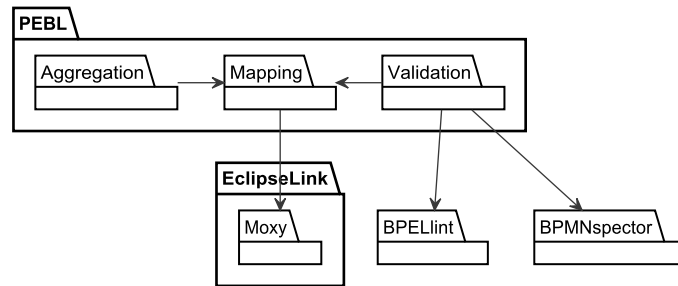 PEBL
Aggregation
Mapping
Validation
EclipseLink
Moxy
BPELlint
BPMNspector